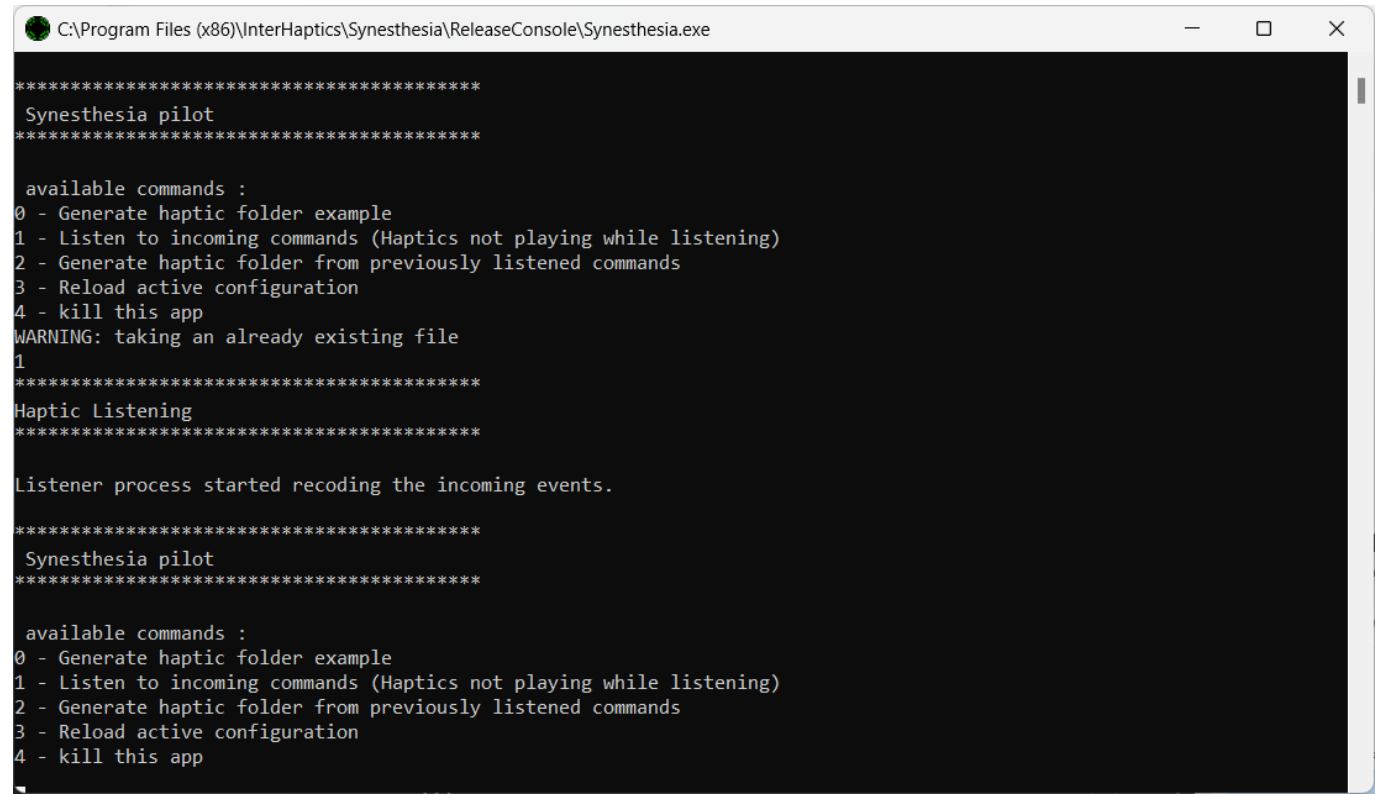 C:\Program Files (x86)\InterHaptics\Synesthesia\ReleaseConsole\Synesthesia.exe
******************************************
Synesthesia pilot
******************************************
available commands :
0 - Generate haptic folder example
1 - Listen to incoming commands (Haptics not playing while listening)
2 - Generate haptic folder from previously listened commands
3 - Reload active configuration
4 - kill this app
WARNING: taking an already existing file
1
******************************************
Haptic Listening
******************************************
Listener process started recoding the incoming events.
******************************************
Synesthesia pilot
******************************************
available commands :
0 - Generate haptic folder example
1 - Listen to incoming commands (Haptics not playing while listening)
2 - Generate haptic folder from previously listened commands
3 - Reload active configuration
4 - kill this app